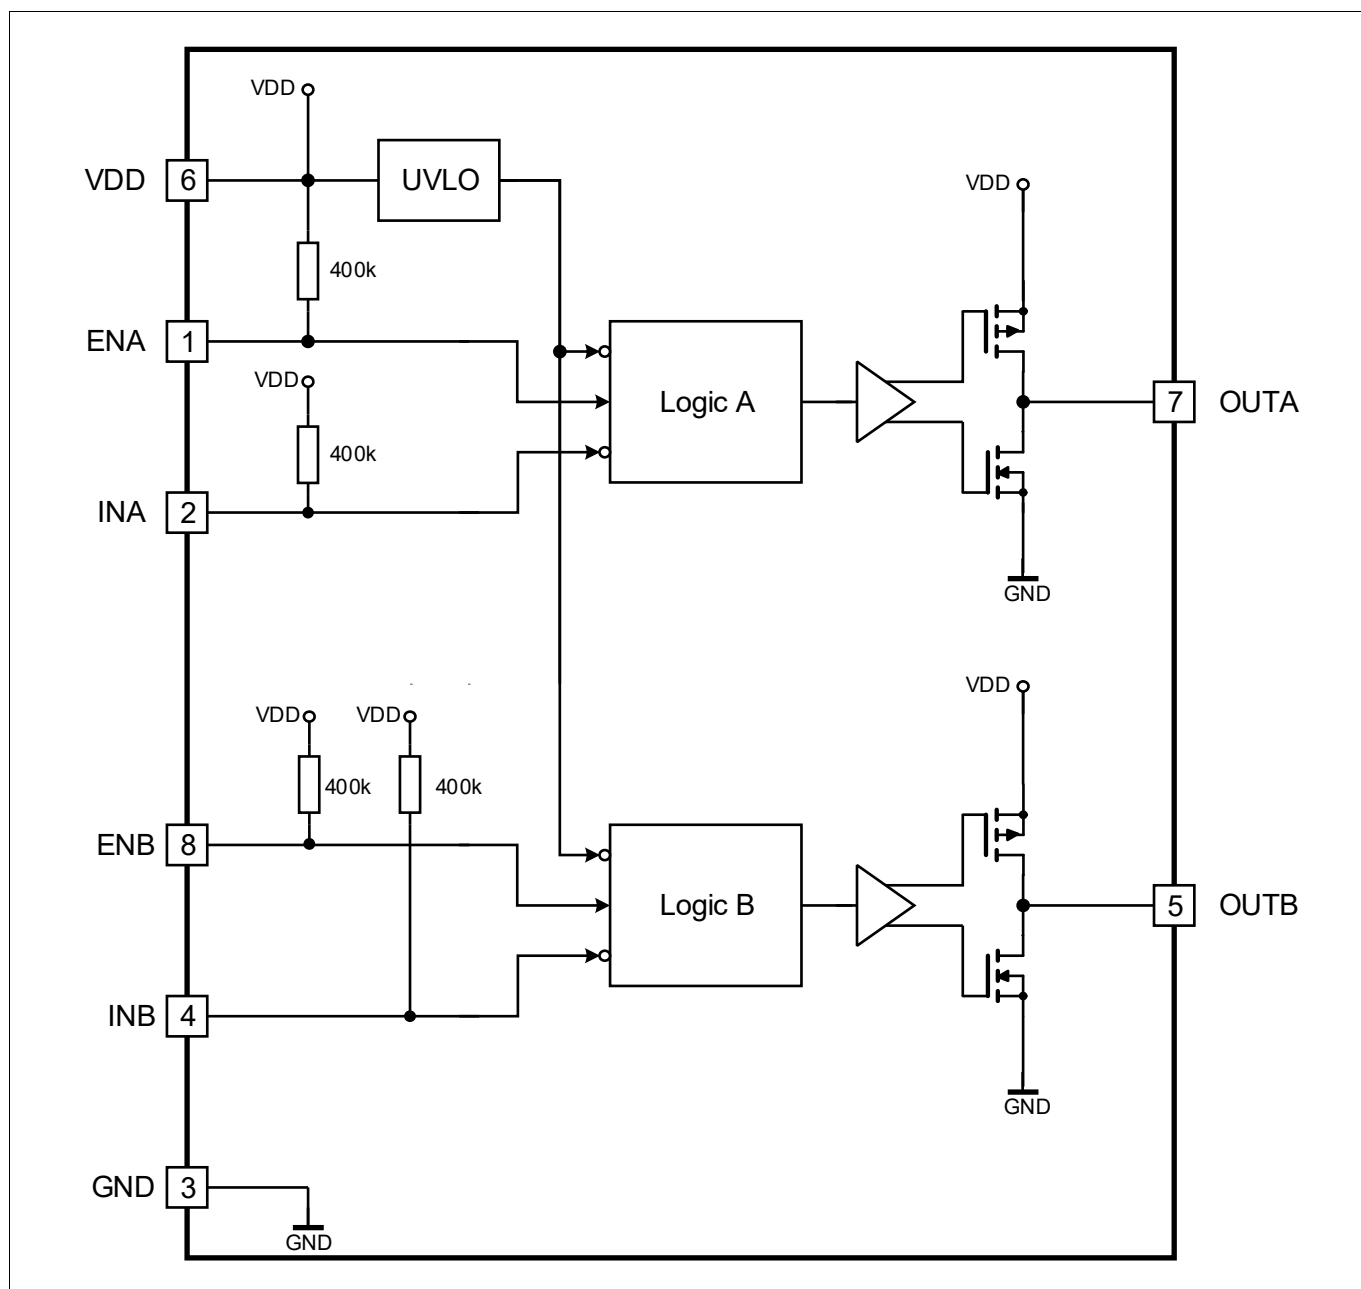 VDD
VDD 6 UVLO
VDD
400k
ENA 1
VDD
Logic A
7 OUTA
400k
INA 2
GND
VDD
VDD VDD
400k 400k
ENB 8
Logic B
5 OUTB
INB 4
GND
GND 3
GND